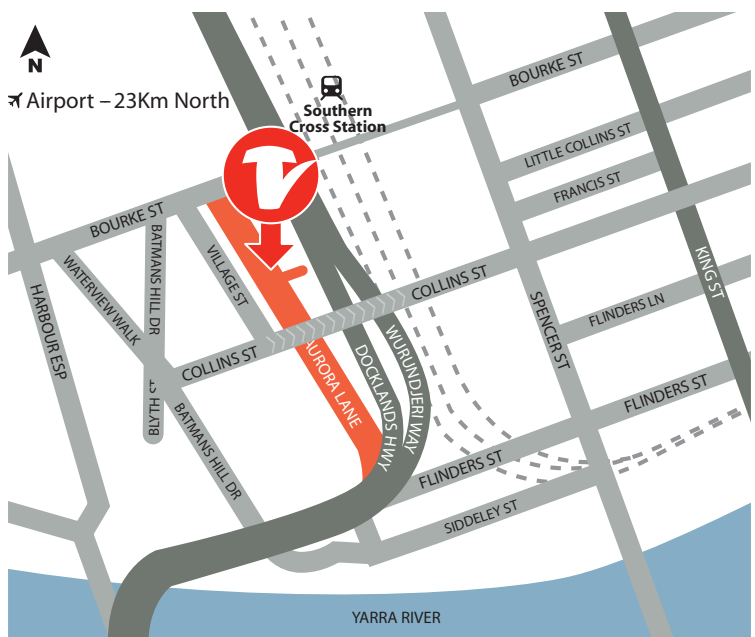 N
Airport – 23Km North
Southern
Cross Station
BOURKE ST
LITTLE COLLINS ST
FRANCIS ST
KING ST
BOURKE ST
BATMANS HILL DR
VILLAGE ST
WATERVIEW WALK
HARBOUR ESP
COLLINS ST
SPENCER ST
FLINDERS LN
COLLINS ST
AURORA LANE
DOCKLANDS HWY
WURUNDJERI WAY
BLYTH ST
BATMANS HILL DR
FLINDERS ST
FLINDERS ST
SIDDELEY ST
YARRA RIVER